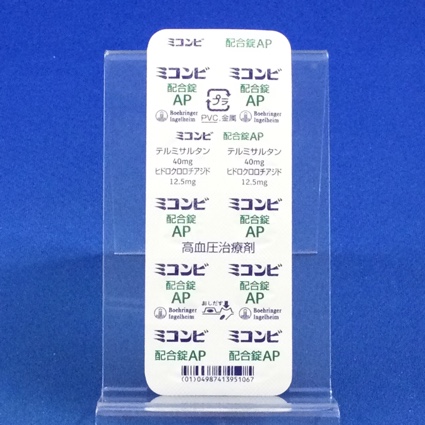 ミコンビ 配合錠AP
ミコンビ ミコンビ
配合錠 配合錠
AP AP
プラ
PVC,金属
Boehringer Ingelheim Boehringer Ingelheim
ミコンビ 配合錠AP
テルミサルタン テルミサルタン
40mg 40mg
ヒドロクロロチアジド ヒドロクロロチアジド
12.5mg 12.5mg
ミコンビ ミコンビ
配合錠 配合錠
AP AP
高血圧治療剤
ミコンビ ミコンビ
配合錠 配合錠
AP AP
おしだす
Boehringer Ingelheim Boehringer Ingelheim
ミコンビ ミコンビ
配合錠AP 配合錠AP
(01)04987413951067